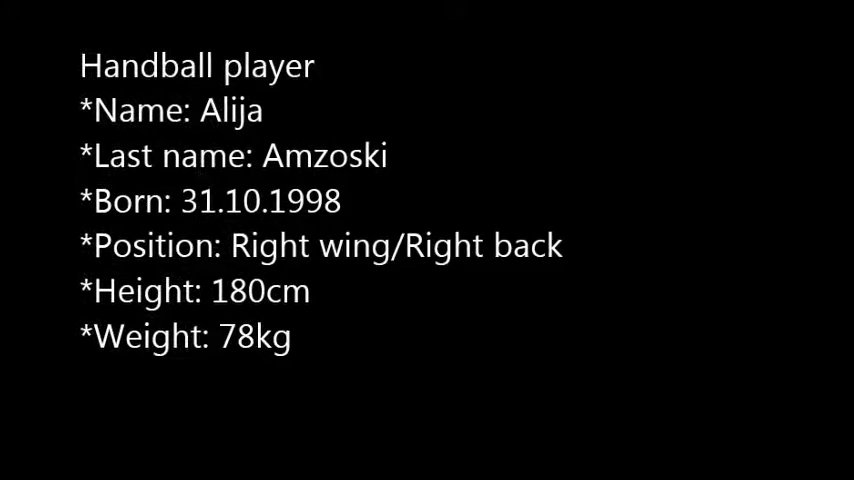 Handball player
*Name: Alija
*Last name: Amzoski
*Born: 31.10.1998
*Position: Right wing/Right back
*Height: 180cm
*Weight: 78kg